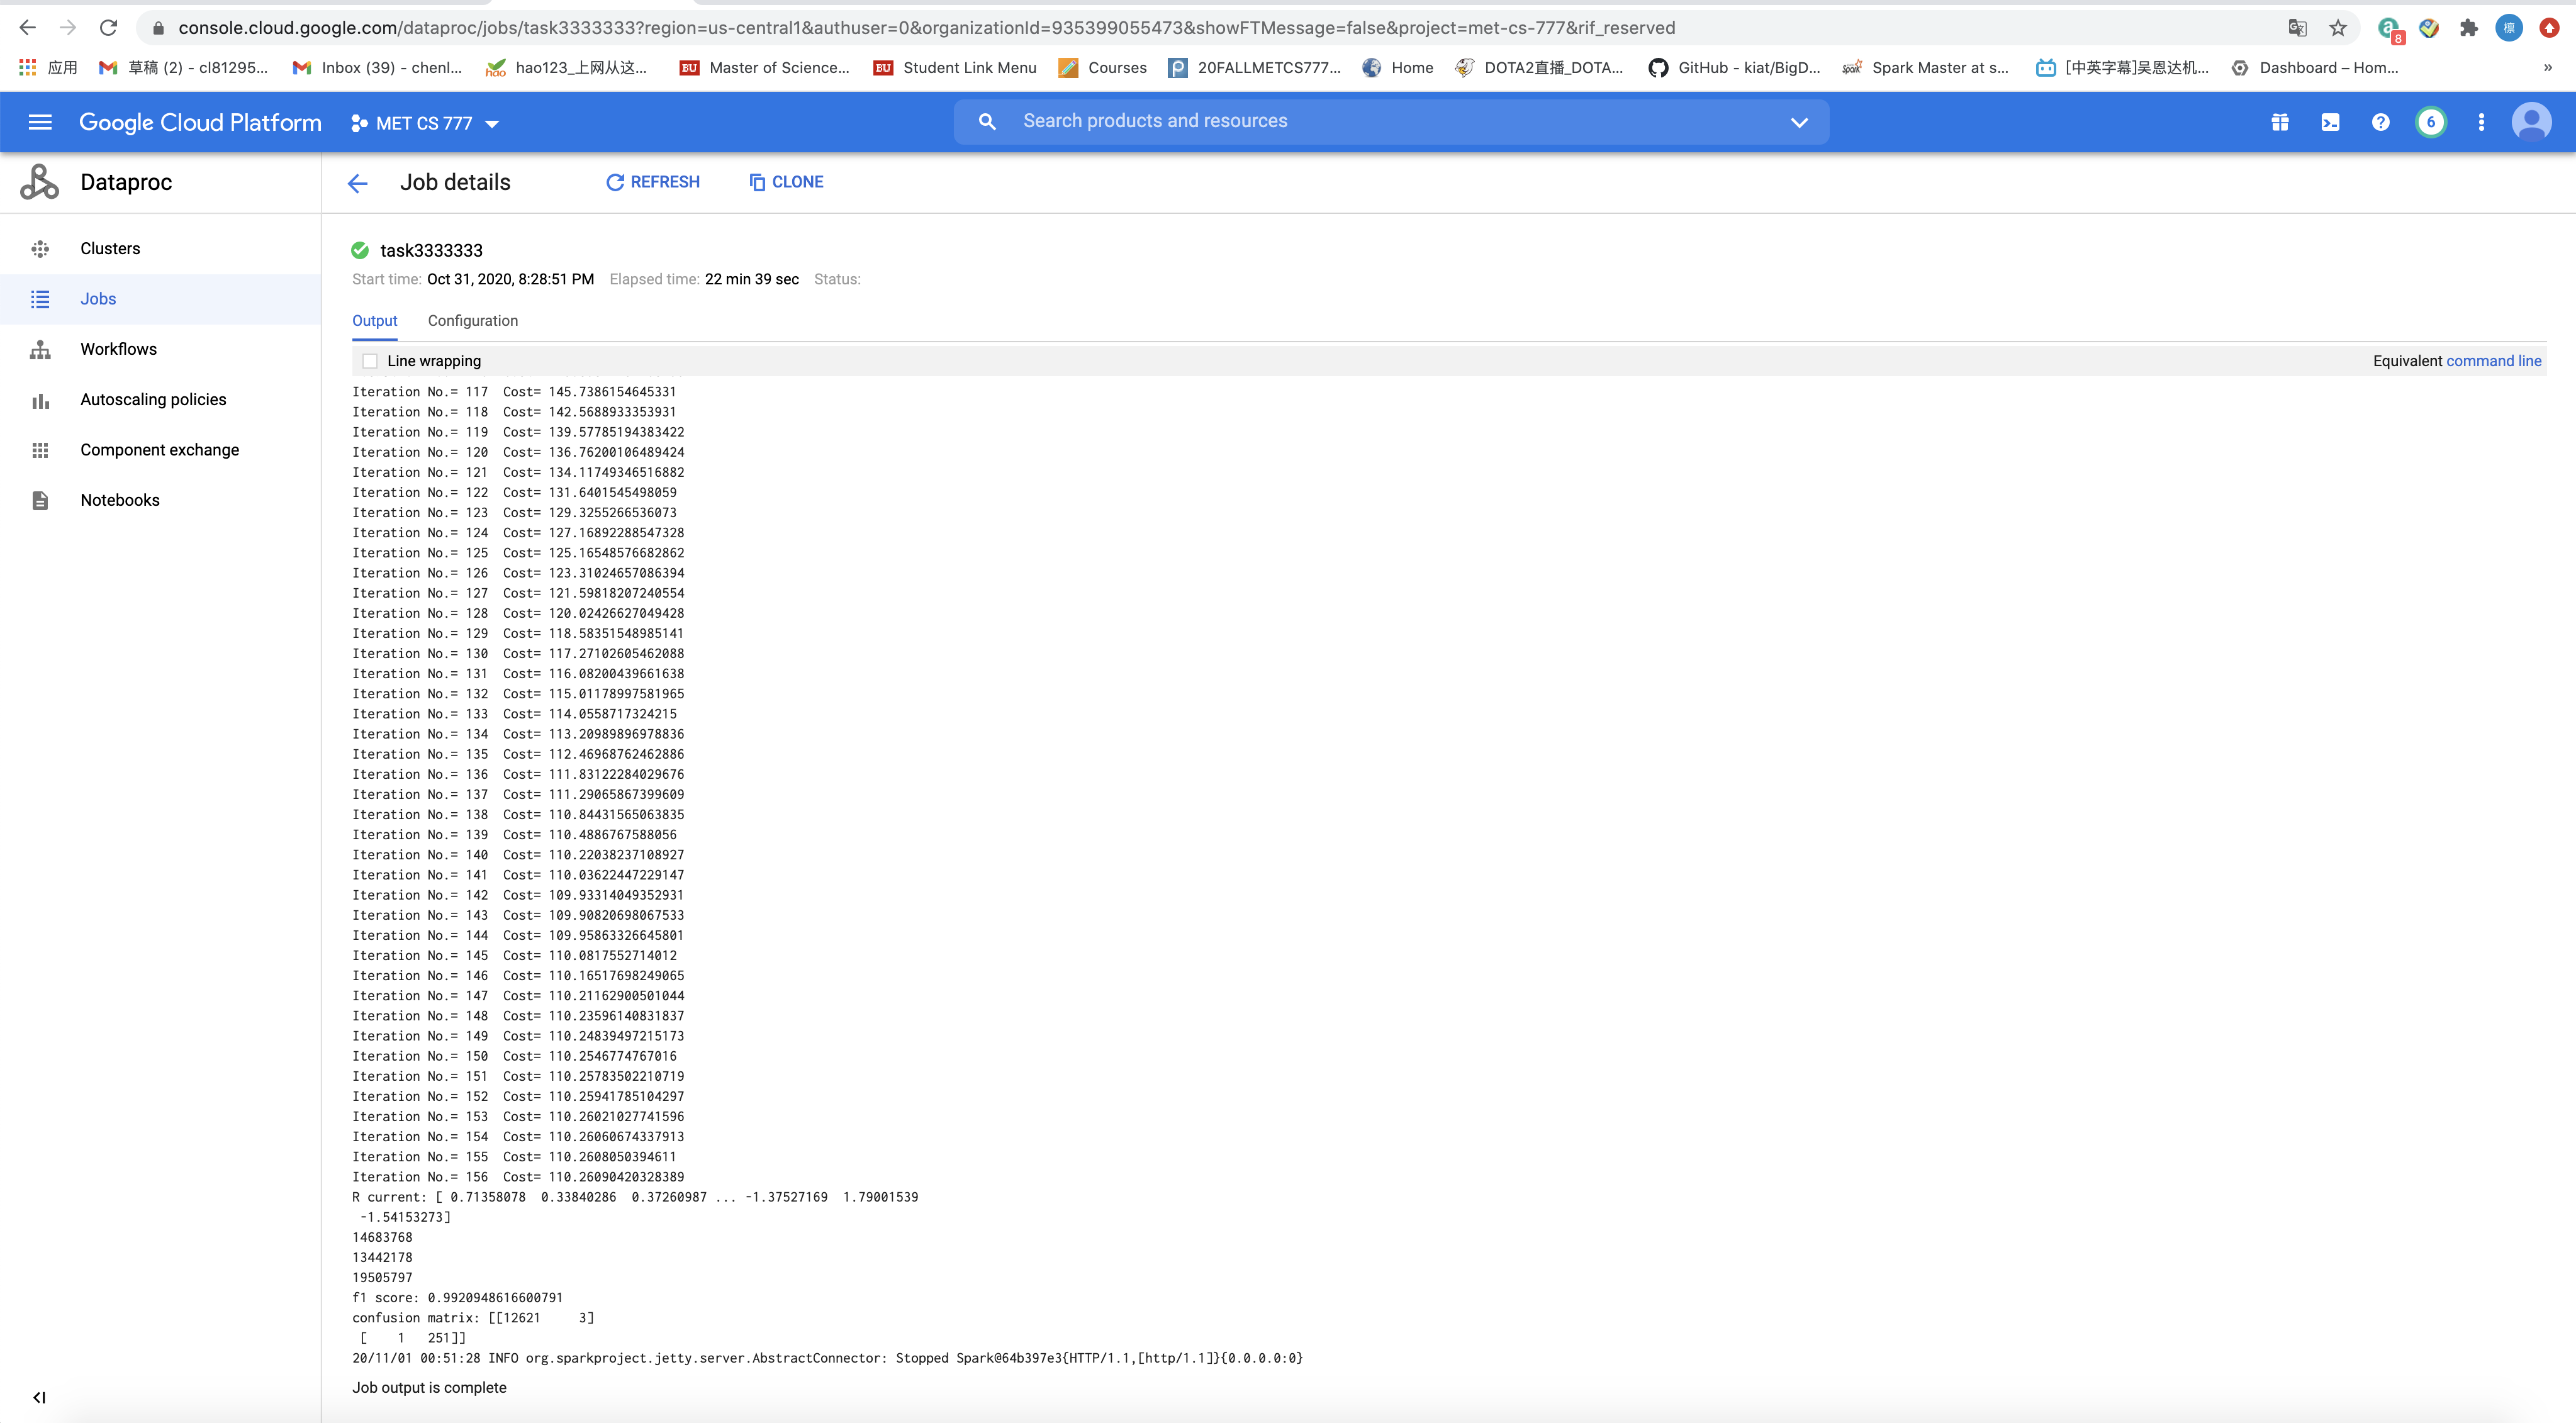 console.cloud.google.com/dataproc/jobs/task3333333?region=us-central1&authuser=0&organizationId=935399055473&showFTMessage=false&project=met-cs-777&rif_reserved
8
標
应用 草稿 (2) - cl81295... Inbox (39) - chenl... hao123_上网从这... BU Master of Science... BU Student Link Menu Courses 20FALLMETCS777... Home DOTA2直播_DOTA... GitHub - kiat/BigD... Spark Master at s... [中英字幕]吴恩达机... Dashboard – Hom... »
Google Cloud Platform MET CS 777 Search products and resources 6
Dataproc Job details REFRESH CLONE
Clusters
Jobs
Workflows
Autoscaling policies
Component exchange
Notebooks
task3333333
Start time: Oct 31, 2020, 8:28:51 PM Elapsed time: 22 min 39 sec Status:
Output Configuration
Line wrapping Equivalent command line
Iteration No.= 117 Cost= 145.7386154645331
Iteration No.= 118 Cost= 142.5688933353931
Iteration No.= 119 Cost= 139.57785194383422
Iteration No.= 120 Cost= 136.76200106489424
Iteration No.= 121 Cost= 134.11749346516882
Iteration No.= 122 Cost= 131.6401545498059
Iteration No.= 123 Cost= 129.3255266536073
Iteration No.= 124 Cost= 127.16892288547328
Iteration No.= 125 Cost= 125.16548576682862
Iteration No.= 126 Cost= 123.31024657086394
Iteration No.= 127 Cost= 121.59818207240554
Iteration No.= 128 Cost= 120.02426627049428
Iteration No.= 129 Cost= 118.58351548985141
Iteration No.= 130 Cost= 117.27102605462088
Iteration No.= 131 Cost= 116.08200439661638
Iteration No.= 132 Cost= 115.01178997581965
Iteration No.= 133 Cost= 114.0558717324215
Iteration No.= 134 Cost= 113.20989896978836
Iteration No.= 135 Cost= 112.46968762462886
Iteration No.= 136 Cost= 111.83122284029676
Iteration No.= 137 Cost= 111.29065867399609
Iteration No.= 138 Cost= 110.84431565063835
Iteration No.= 139 Cost= 110.4886767588056
Iteration No.= 140 Cost= 110.22038237108927
Iteration No.= 141 Cost= 110.03622447229147
Iteration No.= 142 Cost= 109.93314049352931
Iteration No.= 143 Cost= 109.90820698067533
Iteration No.= 144 Cost= 109.95863326645801
Iteration No.= 145 Cost= 110.0817552714012
Iteration No.= 146 Cost= 110.16517698249065
Iteration No.= 147 Cost= 110.21162900501044
Iteration No.= 148 Cost= 110.23596140831837
Iteration No.= 149 Cost= 110.24839497215173
Iteration No.= 150 Cost= 110.2546774767016
Iteration No.= 151 Cost= 110.25783502210719
Iteration No.= 152 Cost= 110.25941785104297
Iteration No.= 153 Cost= 110.26021027741596
Iteration No.= 154 Cost= 110.26060674337913
Iteration No.= 155 Cost= 110.2608050394611
Iteration No.= 156 Cost= 110.26090420328389
R current: [ 0.71358078 0.33840286 0.37260987 ... -1.37527169 1.79001539
-1.54153273]
14683768
13442178
19505797
f1 score: 0.9920948616600791
confusion matrix: [[12621 3]
[ 1 251]]
20/11/01 00:51:28 INFO org.sparkproject.jetty.server.AbstractConnector: Stopped Spark@64b397e3{HTTP/1.1,[http/1.1]}{0.0.0.0:0}
Job output is complete